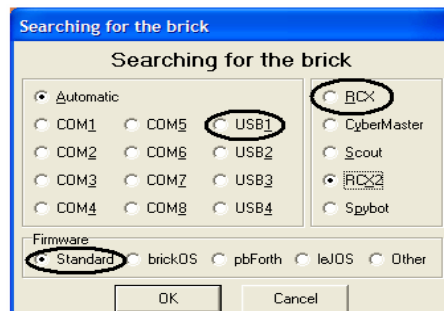 Searching for the brick
Searching for the brick
Automatic
COM1 COM5 USB1
COM2 COM6 USB2
COM3 COM7 USB3
COM4 COM8 USB4
RCX
CyberMaster
Scout
RCX2
Spybot
Firmware
Standard brickOS pbForth leJOS Other
OK Cancel